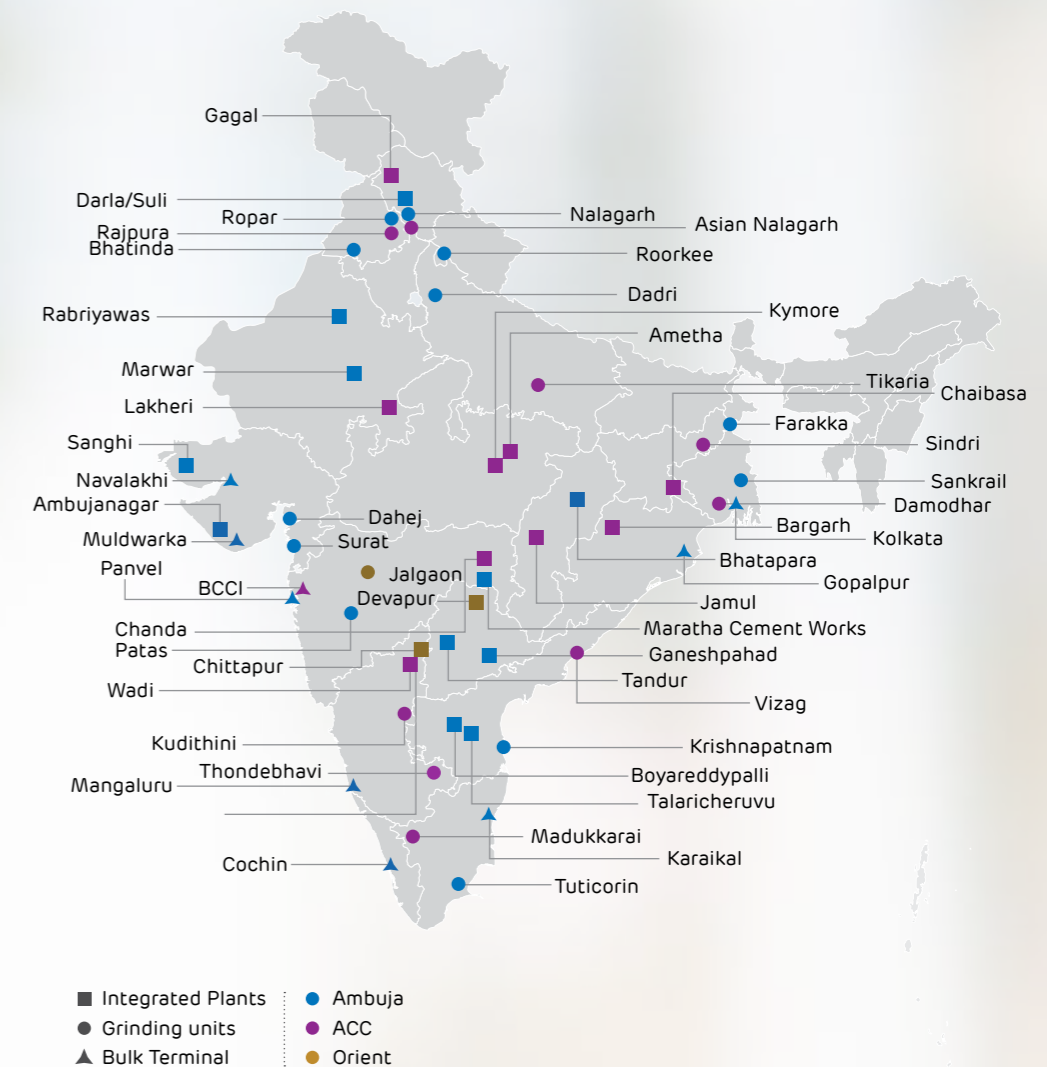 Gagal
Darla/Suli
Nalagarh
Ropar
Asian Nalagarh
Rajpura
Bhatinda
Roorkee
Dadri
Kymore
Rabriyawas
Ametha
Marwar
Tikaria
Chaibasa
Lakheri
Farakka
Sanghi
Sindri
Navalakhi
Sankrail
Ambujanagar
Damodhar
Dahej
Bargarh
Muldwarka
Surat
Kolkata
Bhatapara
Panvel
Jalgaon
Gopalpur
BCCI
Devapur
Jamul
Chanda
Maratha Cement Works
Patas
Ganeshpahad
Chittapur
Tandur
Wadi
Vizag
Kudithini
Krishnapatnam
Thondebhavi
Boyareddypalli
Mangaluru
Talaricheruvu
Madukkarai
Karaikal
Cochin
Tuticorin
Integrated Plants
Grinding units
Bulk Terminal
Ambuja
ACC
Orient